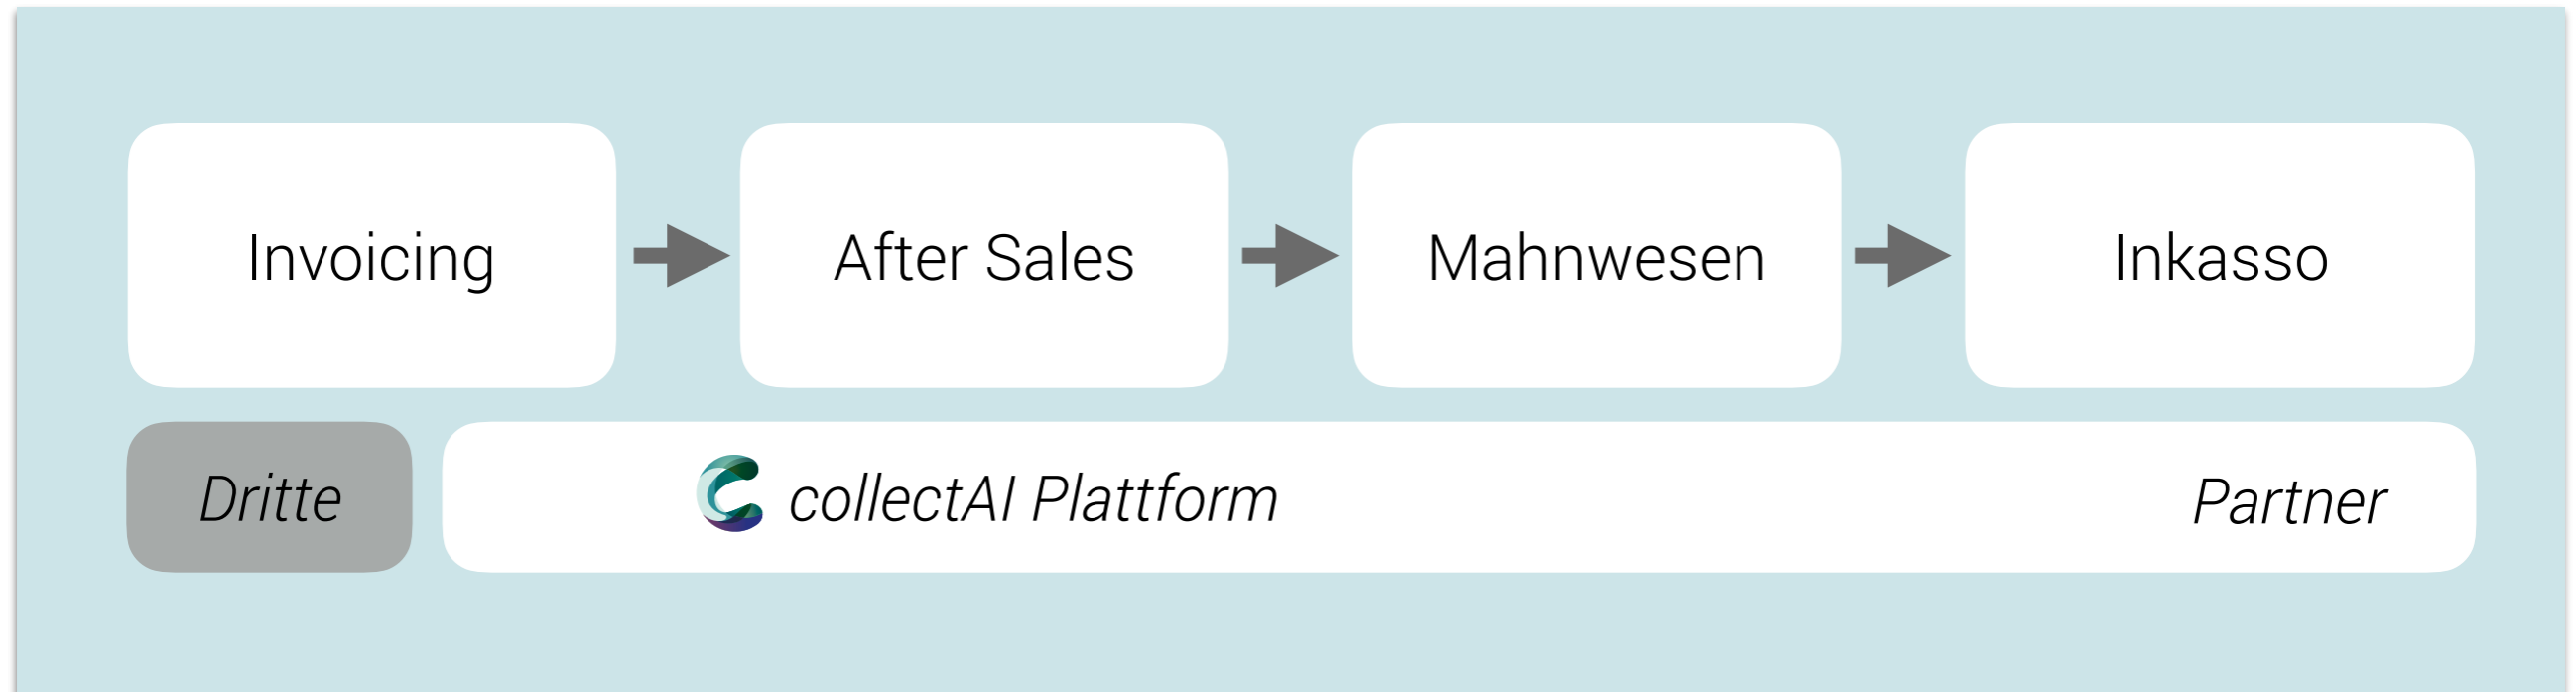 Invoicing
After Sales
Mahnwesen
Inkasso
Dritte
collectAI Plattform
Partner